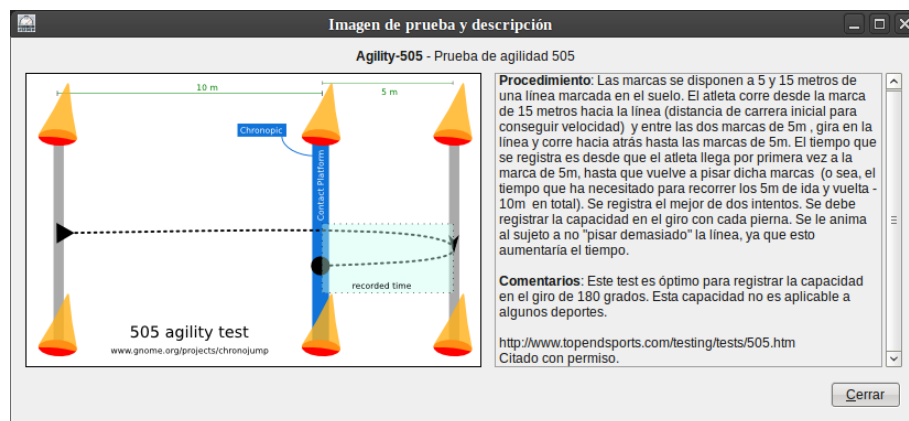 Imagen de prueba y descripción
Agility-505 - Prueba de agilidad 505
10 m
5 m
Chronopic
Contact Platform
recorded time
505 agility test
www.gnome.org/projects/chronojump
Procedimiento: Las marcas se disponen a 5 y 15 metros de
una línea marcada en el suelo. El atleta corre desde la marca
de 15 metros hacia la línea (distancia de carrera inicial para
conseguir velocidad)  y entre las dos marcas de 5m , gira en la
línea y corre hacia atrás hasta las marcas de 5m. El tiempo que
se registra es desde que el atleta llega por primera vez a la
marca de 5m, hasta que vuelve a pisar dicha marcas  (o sea, el
tiempo que ha necesitado para recorrer los 5m de ida y vuelta -
10m  en total). Se registra el mejor de dos intentos. Se debe
registrar la capacidad en el giro con cada pierna. Se le anima
al sujeto a no "pisar demasiado" la línea, ya que esto
aumentaría el tiempo.
Comentarios: Este test es óptimo para registrar la capacidad
en el giro de 180 grados. Esta capacidad no es aplicable a
algunos deportes.
http://www.topendsports.com/testing/tests/505.htm
Citado con permiso.
Cerrar